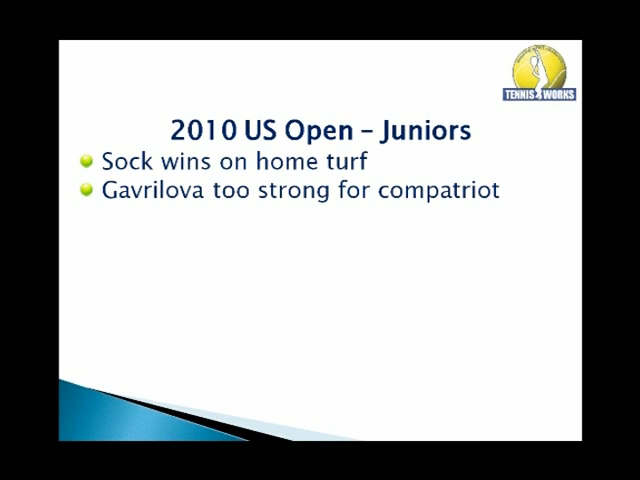 TENNIS WORKS
2010 US Open – Juniors
Sock wins on home turf
Gavrilova too strong for compatriot